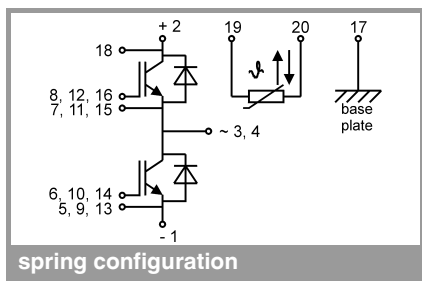 + 2
19
20
17
18
ϑ
8, 12, 16
7, 11, 15
base
plate
~ 3, 4
6, 10, 14
5, 9, 13
- 1
spring configuration